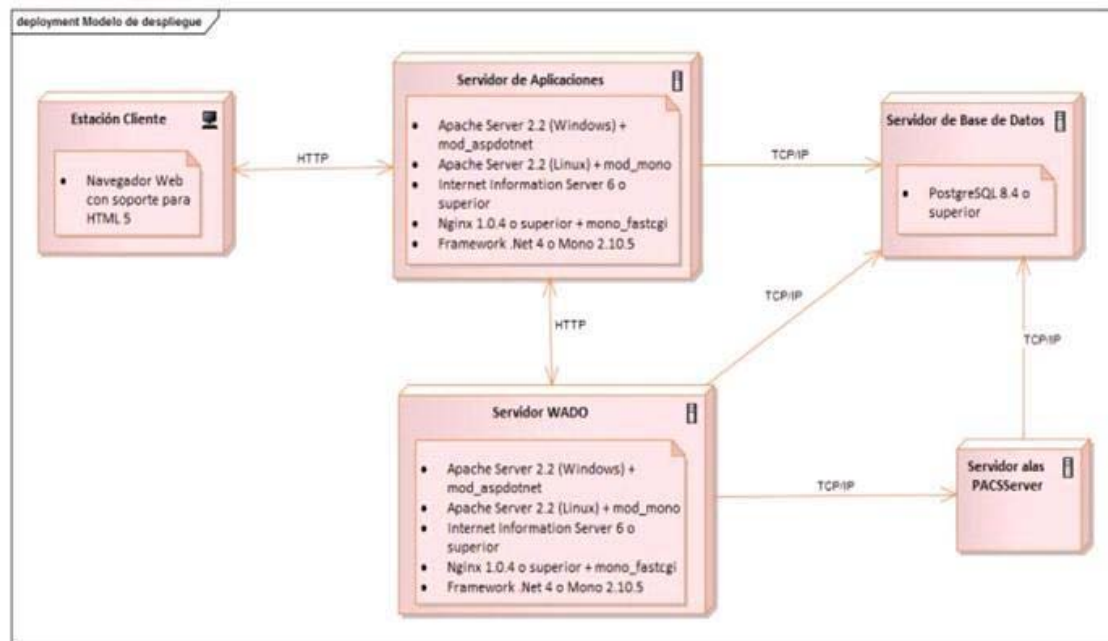 deployment Modelo de despliegue
Estación Cliente
• Navegador Web
con soporte para
HTML 5
HTTP
Servidor de Aplicaciones
• Apache Server 2.2 (Windows) +
mod_aspdotnet
• Apache Server 2.2 (Linux) + mod_mono
• Internet Information Server 6 o
superior
• Nginx 1.0.4 o superior + mono_fastcgi
• Framework .Net 4 o Mono 2.10.5
TCP/IP
Servidor de Base de Datos
• PostgreSQL 8.4 o
superior
HTTP
TCP/IP
TCP/IP
Servidor WADO
• Apache Server 2.2 (Windows) +
mod_aspdotnet
• Apache Server 2.2 (Linux) + mod_mono
• Internet Information Server 6 o
superior
• Nginx 1.0.4 o superior + mono_fastcgi
• Framework .Net 4 o Mono 2.10.5
TCP/IP
Servidor alas
PACSServer